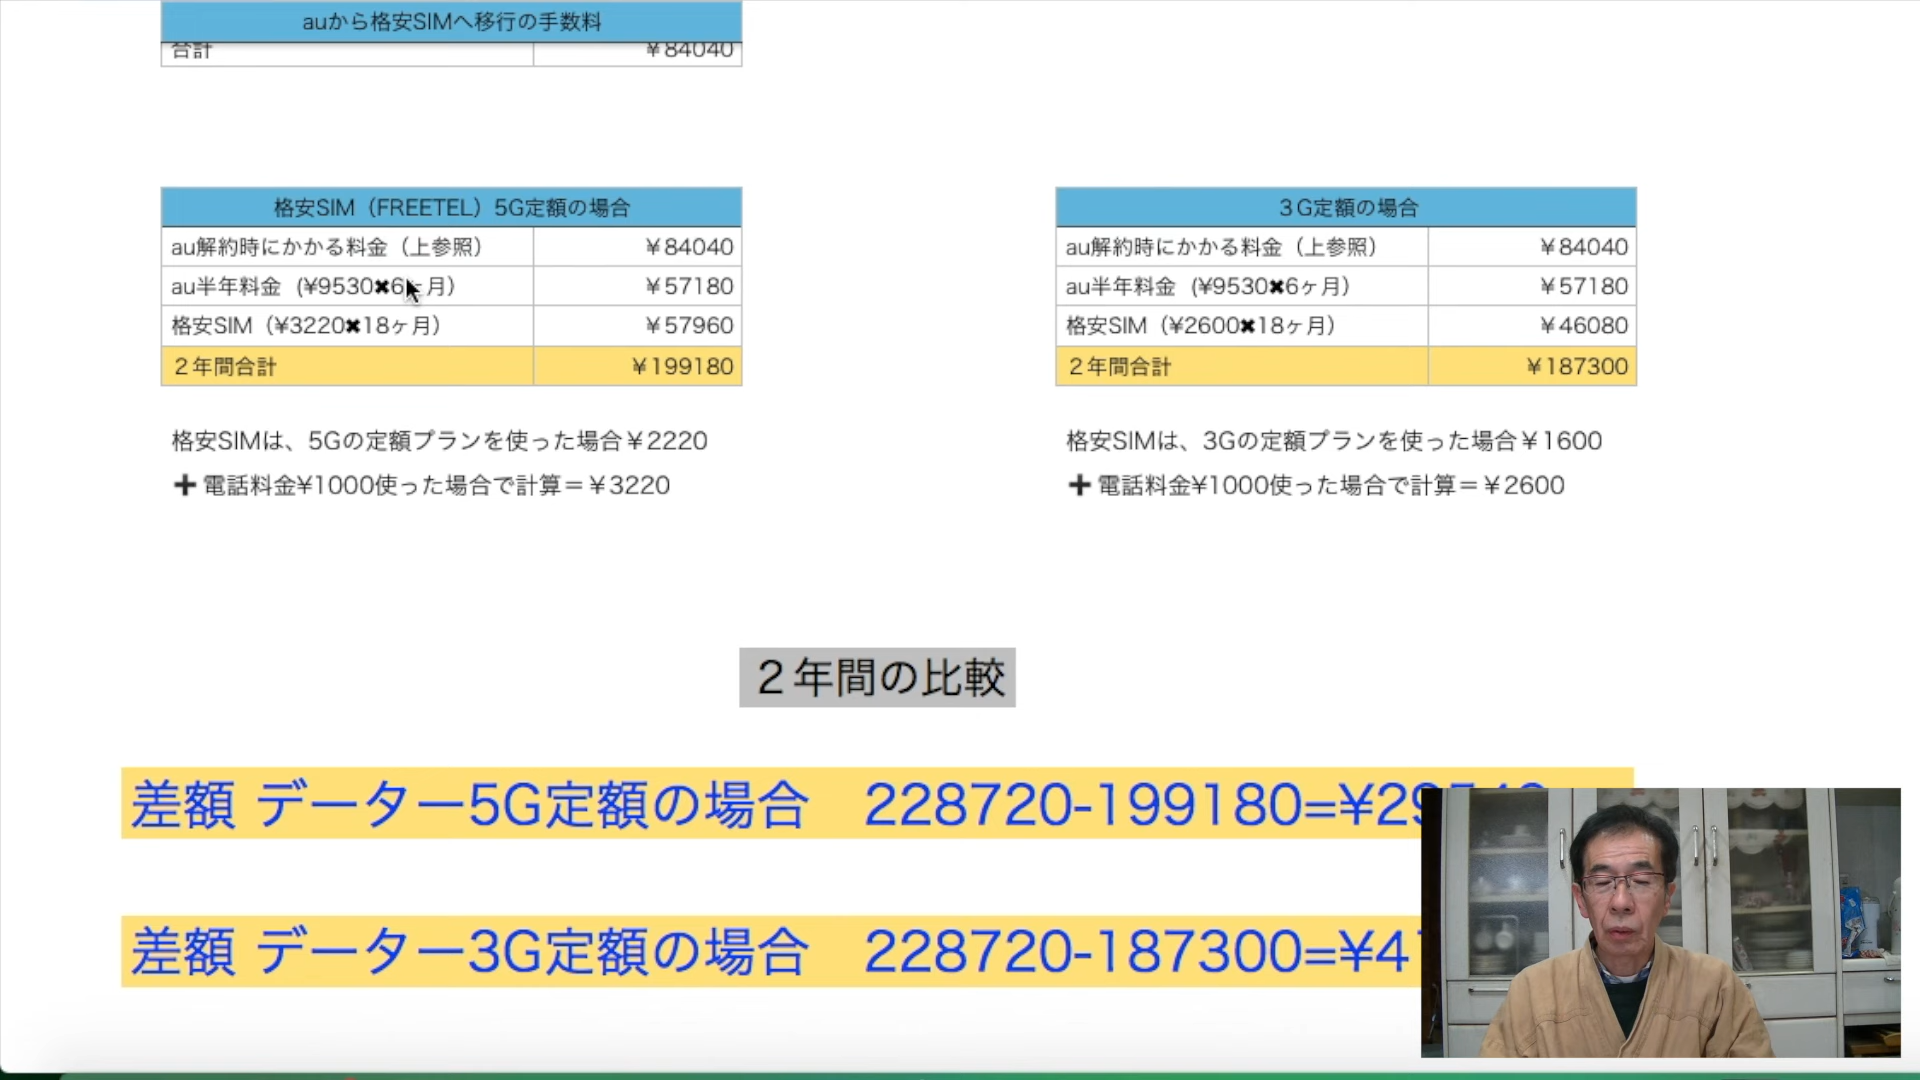 auから格安SIMへ移行の手数料
合計 ￥84040
格安SIM（FREETEL）5G定額の場合
au解約時にかかる料金（上参照） ￥84040
au半年料金（¥9530✖6ヶ月） ￥57180
格安SIM（¥3220✖18ヶ月） ￥57960
２年間合計 ￥199180
格安SIMは、5Gの定額プランを使った場合￥2220
➕電話料金¥1000使った場合で計算＝￥3220
３G定額の場合
au解約時にかかる料金（上参照） ￥84040
au半年料金（¥9530✖6ヶ月） ￥57180
格安SIM（¥2600✖18ヶ月） ￥46080
２年間合計 ￥187300
格安SIMは、3Gの定額プランを使った場合￥1600
➕電話料金¥1000使った場合で計算＝￥2600
２年間の比較
差額 データー5G定額の場合　228720-199180=¥29540
差額 データー3G定額の場合　228720-187300=¥41